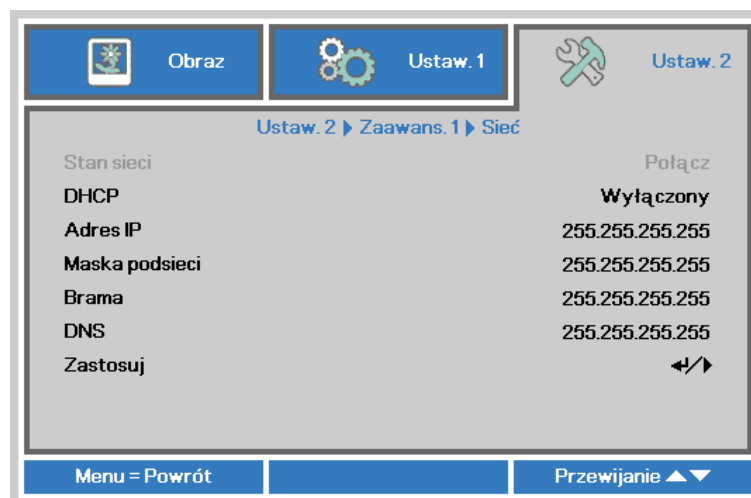 Obraz Ustaw. 1 Ustaw. 2
Ustaw. 2 Zaawans. 1 Sieć
Stan sieci Połącz
DHCP Wyłączony
Adres IP 255.255.255.255
Maska podsieci 255.255.255.255
Brama 255.255.255.255
DNS 255.255.255.255
Zastosuj
Menu = Powrót Przewijanie